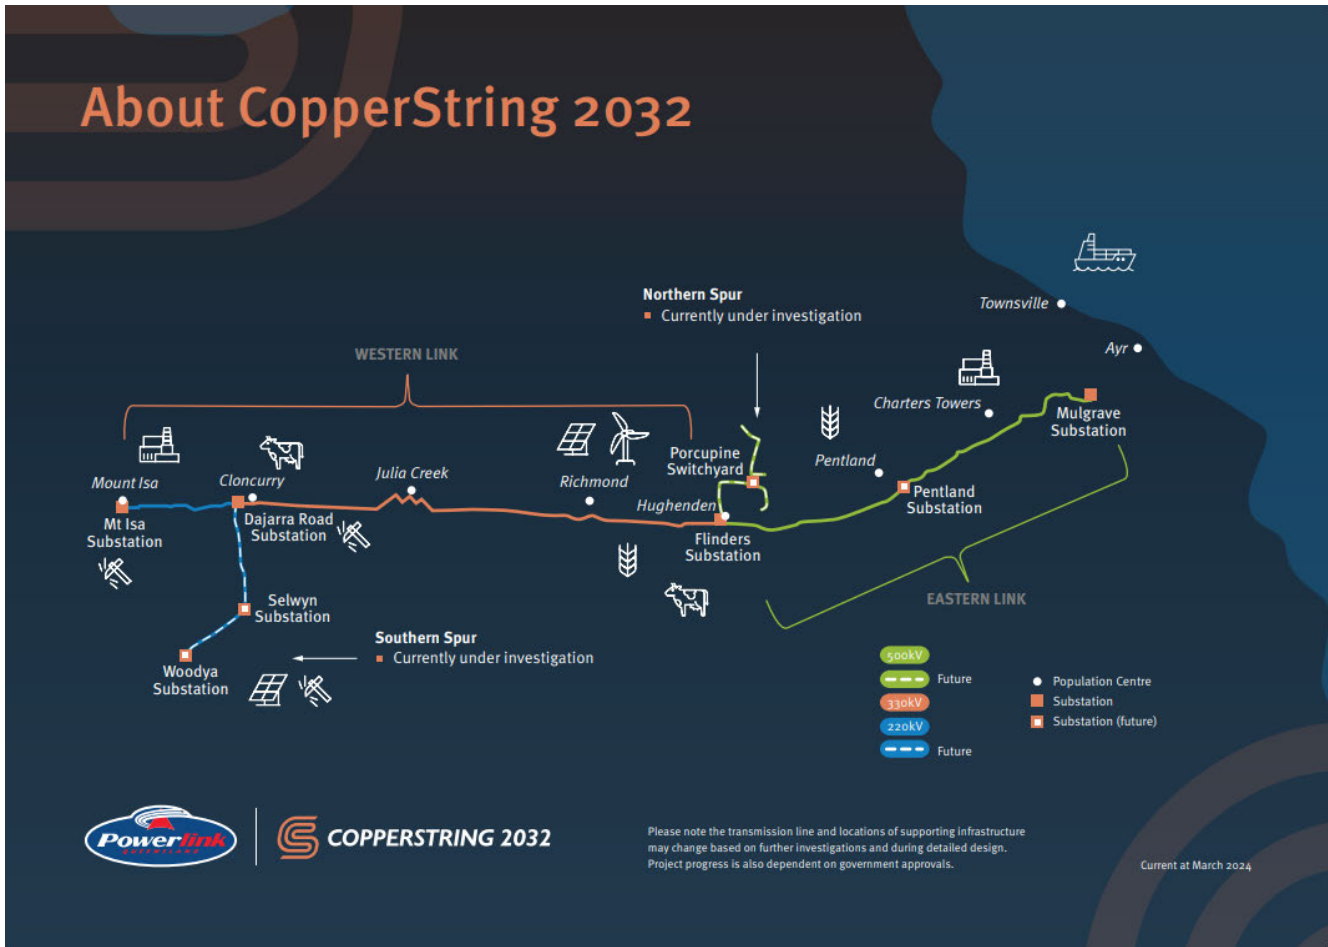 About CopperString 2032
Northern Spur
Currently under investigation
Townsville
Ayr
WESTERN LINK
Charters Towers
Mulgrave
Substation
Porcupine
Switchyard
Pentland
Mount Isa
Cloncurry
Julia Creek
Richmond
Hughenden
Pentland
Substation
Mt Isa
Substation
Dajarra Road
Substation
Flinders
Substation
EASTERN LINK
Selwyn
Substation
Southern Spur
Currently under investigation
Woodya
Substation
500kV
Future
330kV
220kV
Future
Population Centre
Substation
Substation (future)
Powerlink
QUEENSLAND
COPPERSTRING 2032
Please note the transmission line and locations of supporting infrastructure
may change based on further investigations and during detailed design.
Project progress is also dependent on government approvals.
Current at March 2024